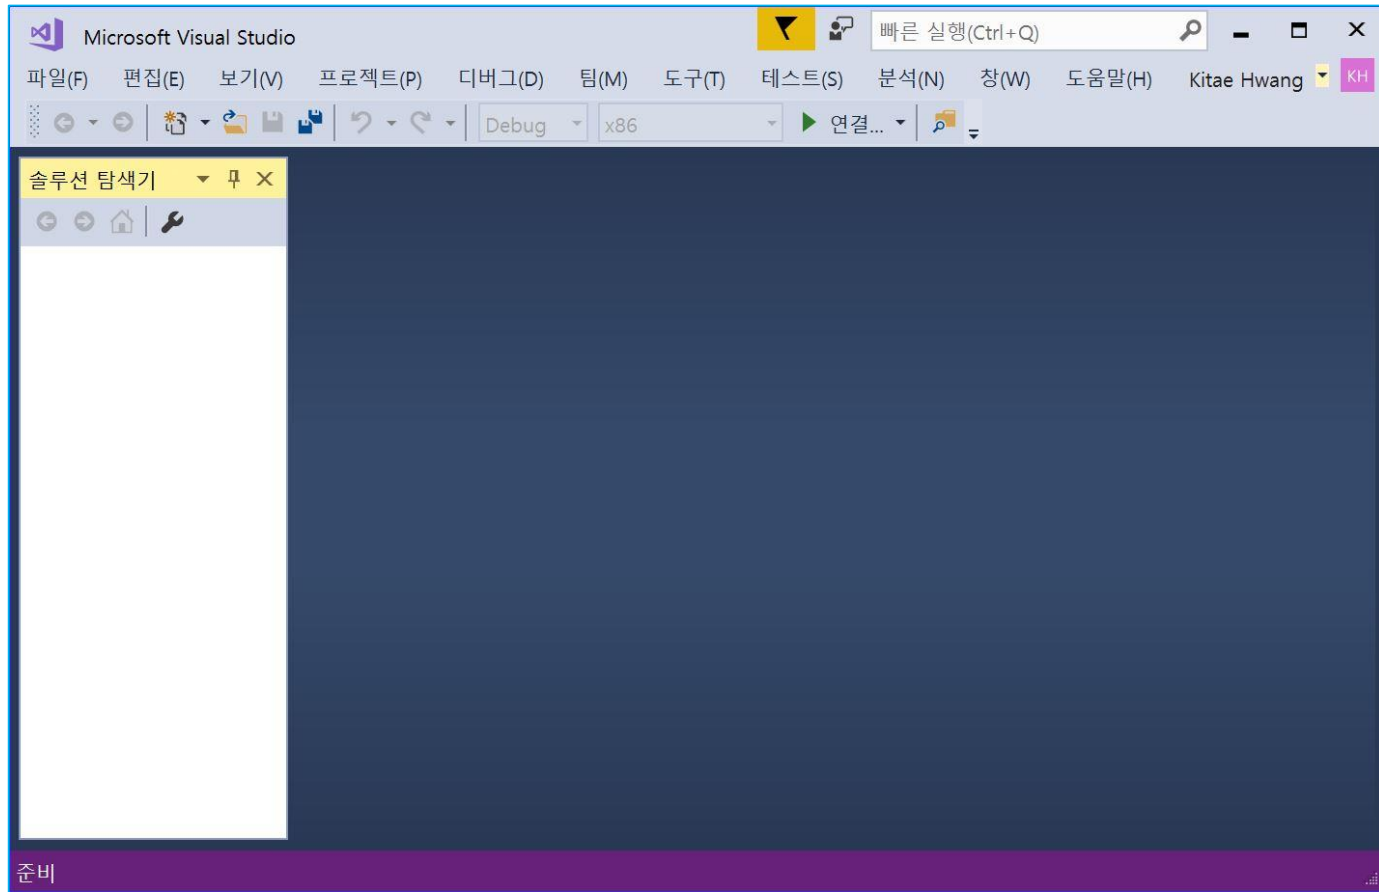 Microsoft Visual Studio 빠른 실행(Ctrl+Q)
파일(F) 편집(E) 보기(V) 프로젝트(P) 디버그(D) 팀(M) 도구(T) 테스트(S) 분석(N) 창(W) 도움말(H) Kitae Hwang KH
Debug x86 연결...
솔루션 탐색기
준비